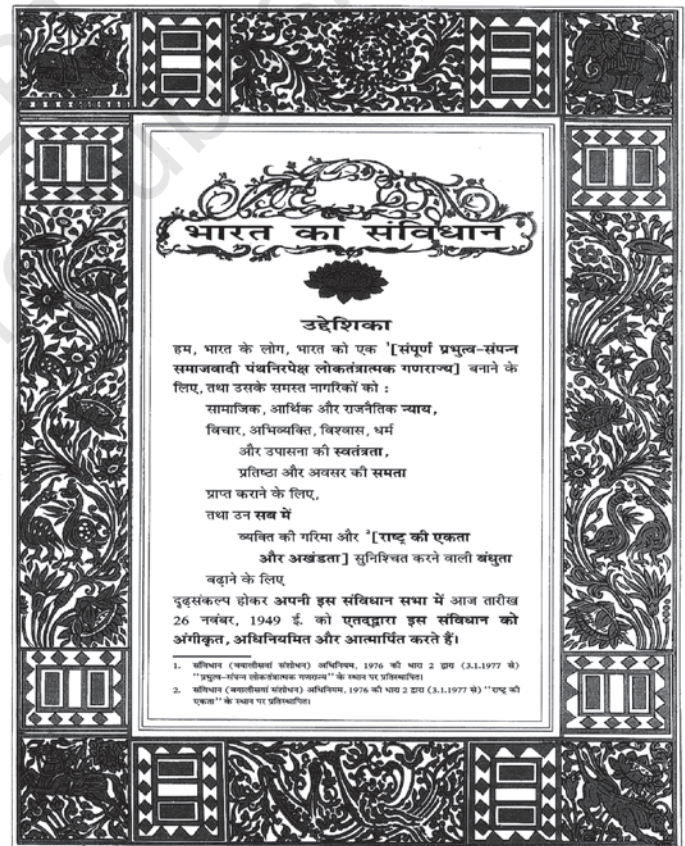 भारत का संविधान
उद्देशिका
हम, भारत के लोग, भारत को एक ¹[संपूर्ण प्रभुत्व-संपन्न
समाजवादी पंथनिरपेक्ष लोकतंत्रात्मक गणराज्य] बनाने के
लिए, तथा उसके समस्त नागरिकों को :
सामाजिक, आर्थिक और राजनैतिक न्याय,
विचार, अभिव्यक्ति, विश्वास, धर्म
और उपासना की स्वतंत्रता,
प्रतिष्ठा और अवसर की समता
प्राप्त कराने के लिए,
तथा उन सब में
व्यक्ति की गरिमा और ²[राष्ट्र की एकता
और अखंडता] सुनिश्चित करने वाली बंधुता
बढ़ाने के लिए
दृढ़संकल्प होकर अपनी इस संविधान सभा में आज तारीख
26 नवंबर, 1949 ई. को एतद्द्वारा इस संविधान को
अंगीकृत, अधिनियमित और आत्मार्पित करते हैं।
1. संविधान (बयालीसवां संशोधन) अधिनियम, 1976 की धारा 2 द्वारा (3.1.1977 से)
"प्रभुत्व-संपन्न लोकतंत्रात्मक गणराज्य" के स्थान पर प्रतिस्थापित।
2. संविधान (बयालीसवां संशोधन) अधिनियम, 1976 की धारा 2 द्वारा (3.1.1977 से) "राष्ट्र की
एकता" के स्थान पर प्रतिस्थापित।